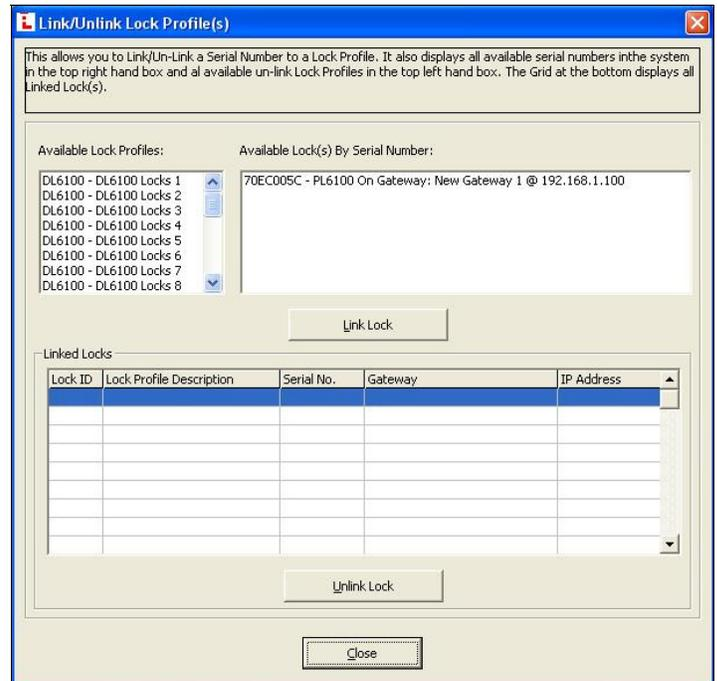 Link/Unlink Lock Profile(s)
This allows you to Link/Un-Link a Serial Number to a Lock Profile. It also displays all available serial numbers inthe system
in the top right hand box and al available un-link Lock Profiles in the top left hand box. The Grid at the bottom displays all
Linked Lock(s).
Available Lock Profiles: Available Lock(s) By Serial Number:
DL6100 - DL6100 Locks 1 70EC005C - PL6100 On Gateway: New Gateway 1 @ 192.168.1.100
DL6100 - DL6100 Locks 2
DL6100 - DL6100 Locks 3
DL6100 - DL6100 Locks 4
DL6100 - DL6100 Locks 5
DL6100 - DL6100 Locks 6
DL6100 - DL6100 Locks 7
DL6100 - DL6100 Locks 8
Link Lock
Linked Locks
Lock ID Lock Profile Description Serial No. Gateway IP Address
Unlink Lock
Close